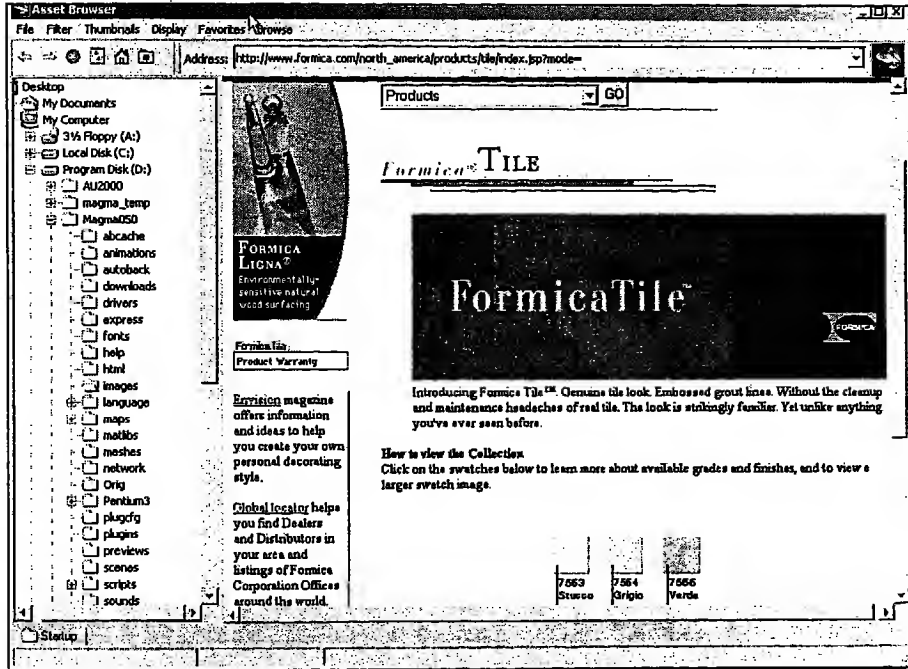 Asset Browser
File Filter Thumbnails Display Favorites Browse
Address: http://www.formica.com/north_america/products/tile/index.jsp?mode=
Desktop
My Documents
My Computer
3½ Floppy (A:)
Local Disk (C:)
Program Disk (D:)
AU2000
magma_temp
Magma050
abcache
animations
autoback
downloads
drivers
express
fonts
help
html
images
language
maps
matlibs
meshes
network
Orig
Pentium3
plugcfg
plugins
previews
scenes
scripts
sounds
FORMICA
LIGNA®
Environmentally-
sensitive natural
wood surfacing
FormicaTile
Product Warranty
Envision magazine
offers information
and ideas to help
you create your own
personal decorating
style.
Global locator helps
you find Dealers
and Distributors in
your area and
listings of Formica
Corporation Offices
around the world.
Products GO
Formica® TILE
FormicaTile™
FORMICA
Introducing Formica Tile™. Genuine tile look. Embossed grout lines. Without the cleanup
and maintenance headaches of real tile. The look is strikingly familiar. Yet unlike anything
you've ever seen before.
How to view the Collection
Click on the swatches below to learn more about available grades and finishes, and to view a
larger swatch image.
7563 7564 7566
Stucco Grigio Verde
Startup